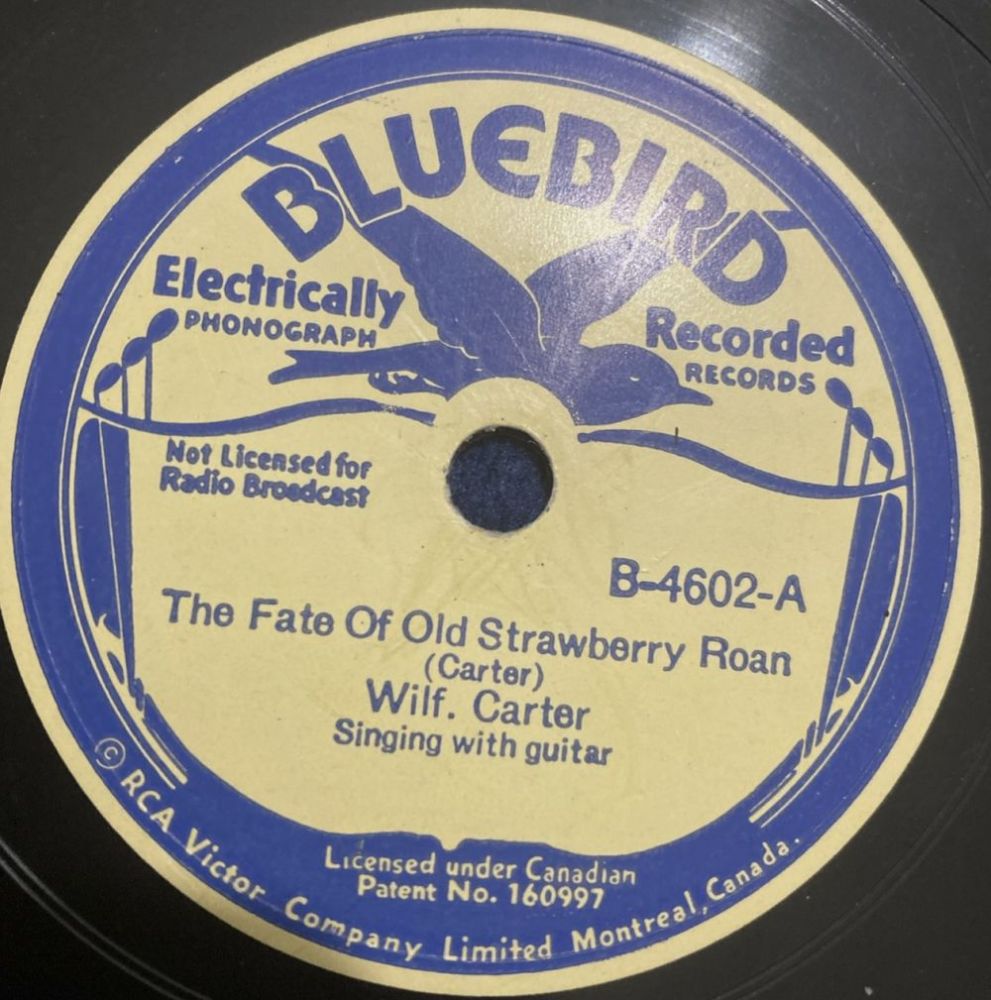 BLUEBIRD
Electrically Recorded
PHONOGRAPH RECORDS
Not Licensed for
Radio Broadcast
B-4602-A
The Fate Of Old Strawberry Roan
(Carter)
Wilf. Carter
Singing with guitar
Licensed under Canadian
Patent No. 160997
© RCA Victor Company Limited Montreal, Canada.